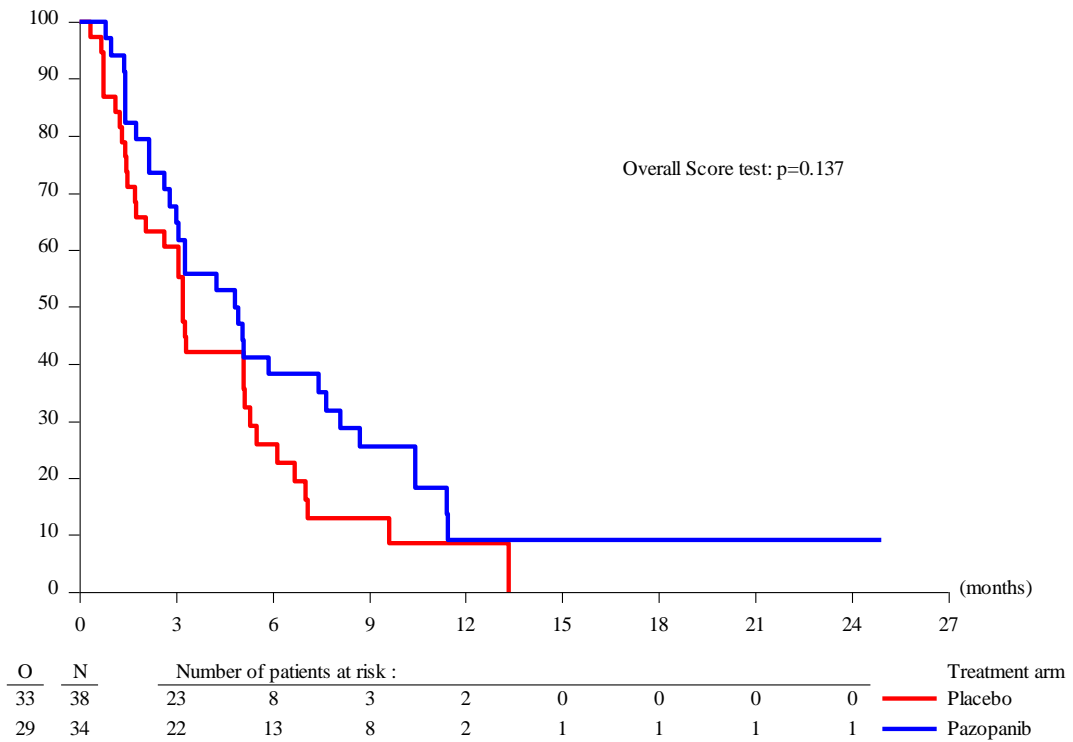 100
90
80
70
60
50
40
30
20
10
0
Overall Score test: p=0.137
(months)
0 3 6 9 12 15 18 21 24 27
O N Number of patients at risk : Treatment arm
33 38 23 8 3 2 0 0 0 0 Placebo
29 34 22 13 8 2 1 1 1 1 Pazopanib